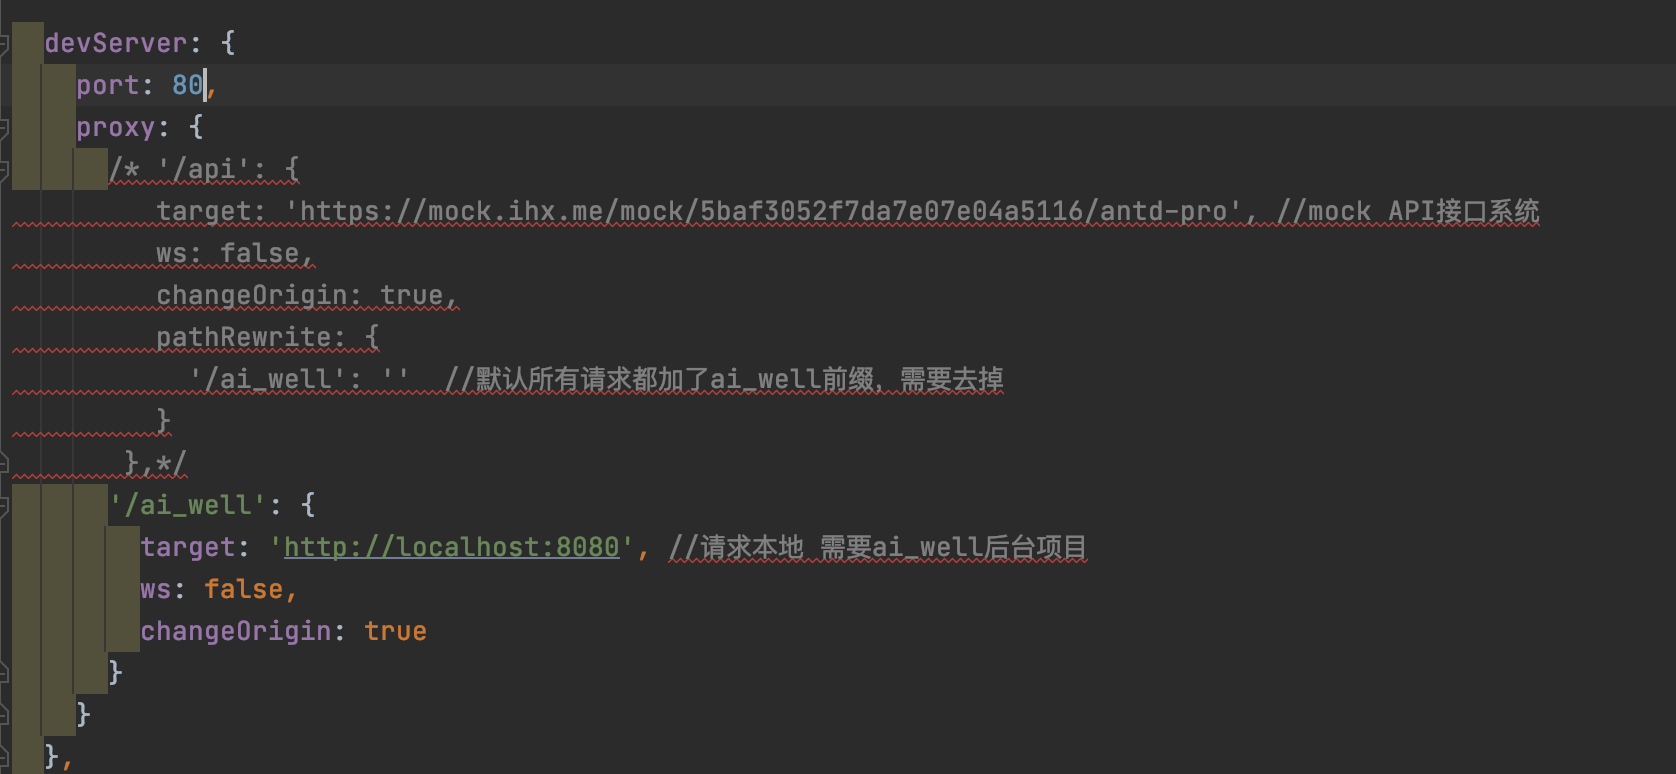 devServer: {
port: 80,
proxy: {
/* '/api': {
target: 'https://mock.ihx.me/mock/5baf3052f7da7e07e04a5116/antd-pro', //mock API接口系统
ws: false,
changeOrigin: true,
pathRewrite: {
'/ai_well': '' //默认所有请求都加了ai_well前缀，需要去掉
}
},*/
'/ai_well': {
target: 'http://localhost:8080', //请求本地 需要ai_well后台项目
ws: false,
changeOrigin: true
}
}
},